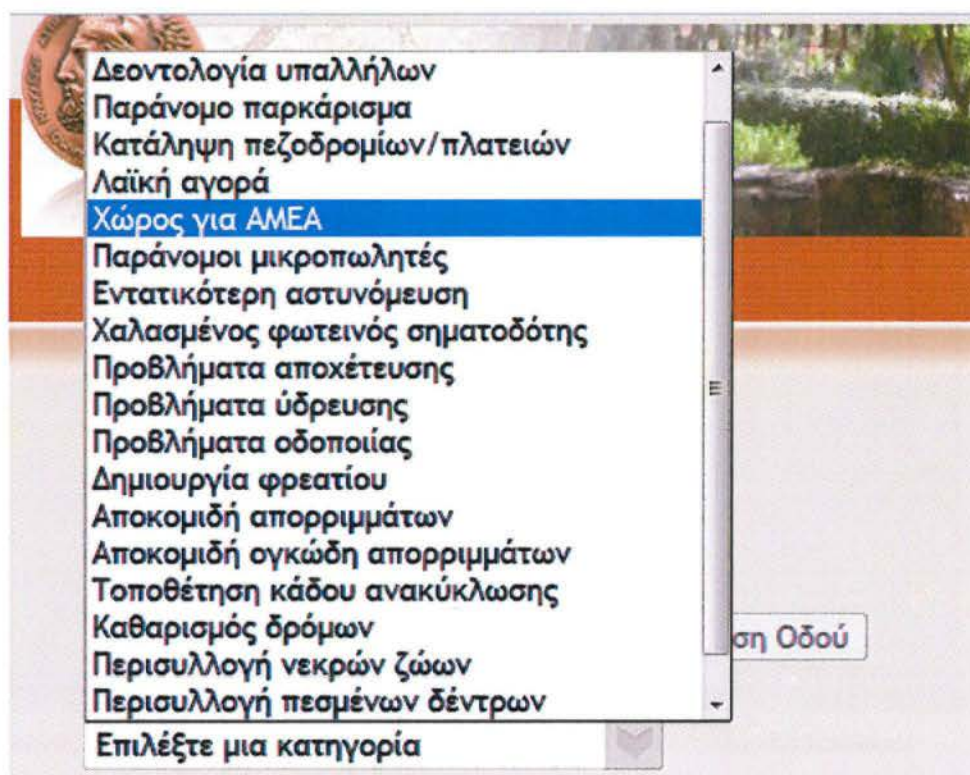 Δεοντολογία υπαλλήλων
Παράνομο παρκάρισμα
Κατάληψη πεζοδρομίων/πλατειών
Λαϊκή αγορά
Χώρος για ΑΜΕΑ
Παράνομοι μικροπωλητές
Εντατικότερη αστυνόμευση
Χαλασμένος φωτεινός σηματοδότης
Προβλήματα αποχέτευσης
Προβλήματα ύδρευσης
Προβλήματα οδοποιίας
Δημιουργία φρεατίου
Αποκομιδή απορριμμάτων
Αποκομιδή ογκώδη απορριμμάτων
Τοποθέτηση κάδου ανακύκλωσης
Καθαρισμός δρόμων
ση Οδού
Περισυλλογή νεκρών ζώων
Περισυλλογή πεσμένων δέντρων
Επιλέξτε μια κατηγορία